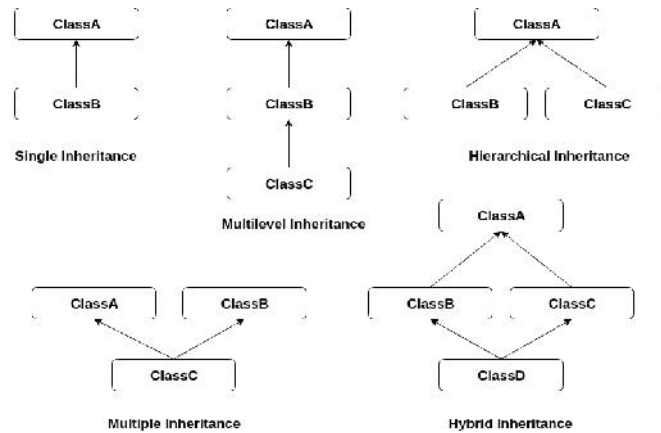 ClassA
ClassB
Single Inheritance
ClassA
ClassB
ClassC
Multilevel Inheritance
ClassA
ClassB
ClassC
Hierarchical Inheritance
ClassA
ClassB
ClassC
Multiple Inheritance
ClassA
ClassB
ClassC
ClassD
Hybrid Inheritance